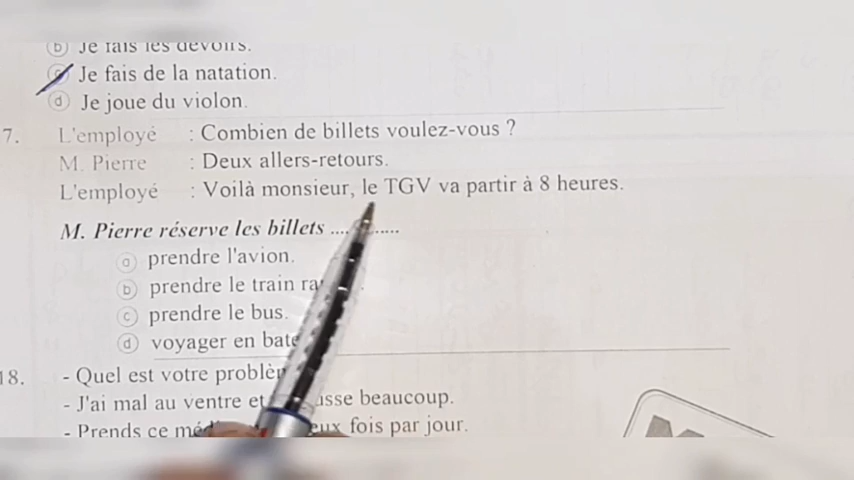 b Je fais les devoirs.
Je fais de la natation.
d Je joue du violon.
7. L'employé : Combien de billets voulez-vous ?
M. Pierre : Deux allers-retours.
L'employé : Voilà monsieur, le TGV va partir à 8 heures.
M. Pierre réserve les billets ............
a prendre l'avion.
b prendre le train
c prendre le bus.
d voyager en
18. - Quel est votre
- J'ai mal au ventre et beaucoup.
- Prends ce fois par jour.